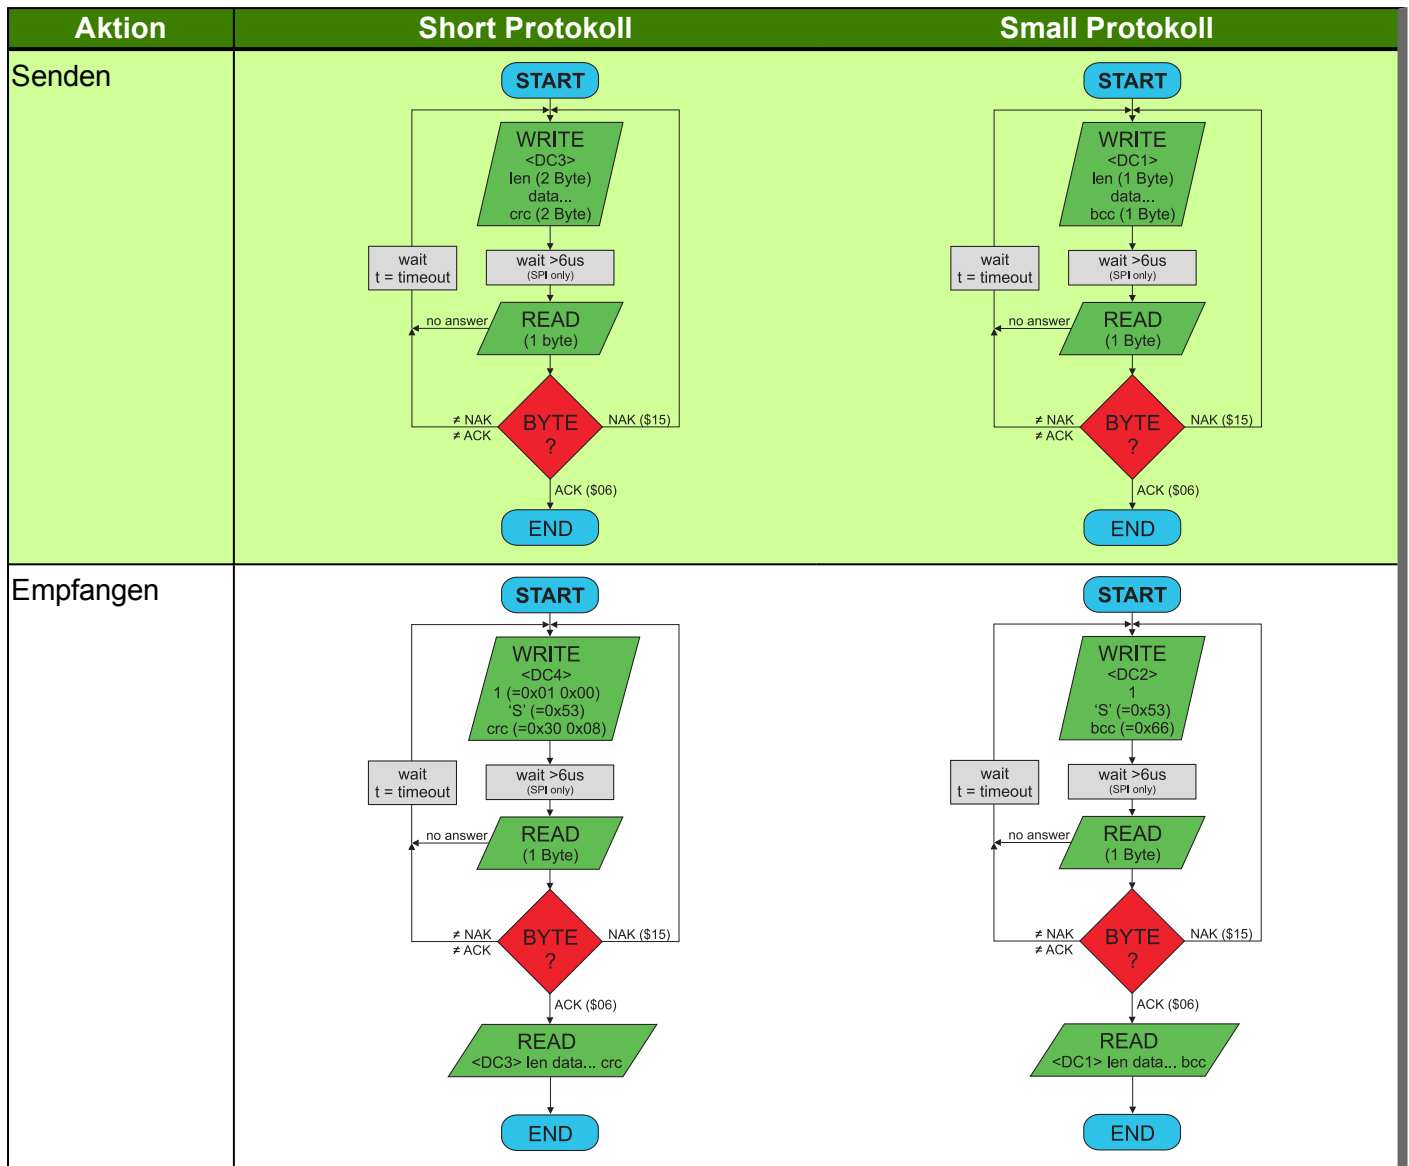 Aktion
Short Protokoll
Small Protokoll
Senden
START
WRITE
<DC3>
len (2 Byte)
data...
crc (2 Byte)
wait
t = timeout
wait >6us
(SPI only)
no answer
READ
(1 byte)
≠ NAK
≠ ACK
BYTE
?
NAK ($15)
ACK ($06)
END
START
WRITE
<DC1>
len (1 Byte)
data...
bcc (1 Byte)
wait
t = timeout
wait >6us
(SPI only)
no answer
READ
(1 Byte)
≠ NAK
≠ ACK
BYTE
?
NAK ($15)
ACK ($06)
END
Empfangen
START
WRITE
<DC4>
1 (=0x01 0x00)
‘S’ (=0x53)
crc (=0x30 0x08)
wait
t = timeout
wait >6us
(SPI only)
no answer
READ
(1 Byte)
≠ NAK
≠ ACK
BYTE
?
NAK ($15)
ACK ($06)
READ
<DC3> len data... crc
END
START
WRITE
<DC2>
1
‘S’ (=0x53)
bcc (=0x66)
wait
t = timeout
wait >6us
(SPI only)
no answer
READ
(1 Byte)
≠ NAK
≠ ACK
BYTE
?
NAK ($15)
ACK ($06)
READ
<DC1> len data... bcc
END